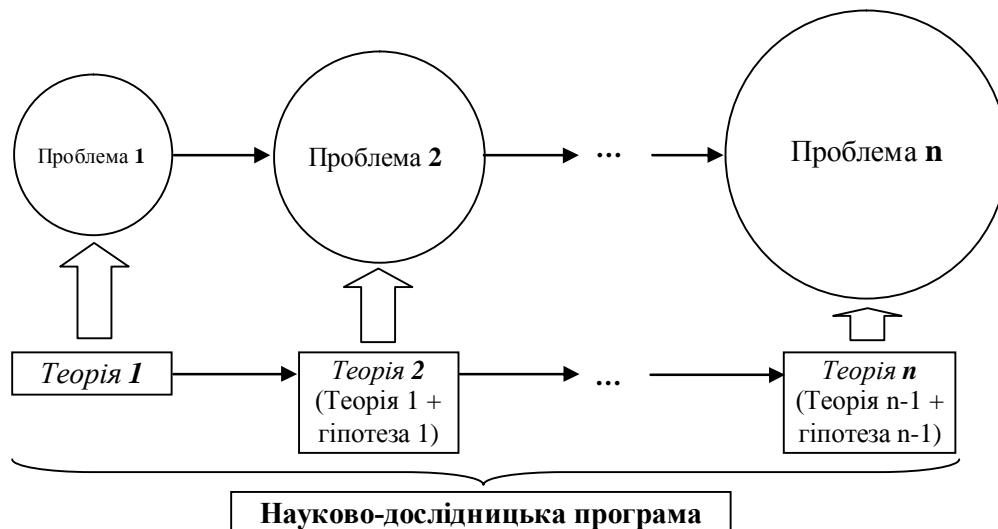 Проблема 1
Проблема 2
...
Проблема n
Теорія 1
Теорія 2
(Теорія 1 +
гіпотеза 1)
...
Теорія n
(Теорія n-1 +
гіпотеза n-1)
Науково-дослідницька програма